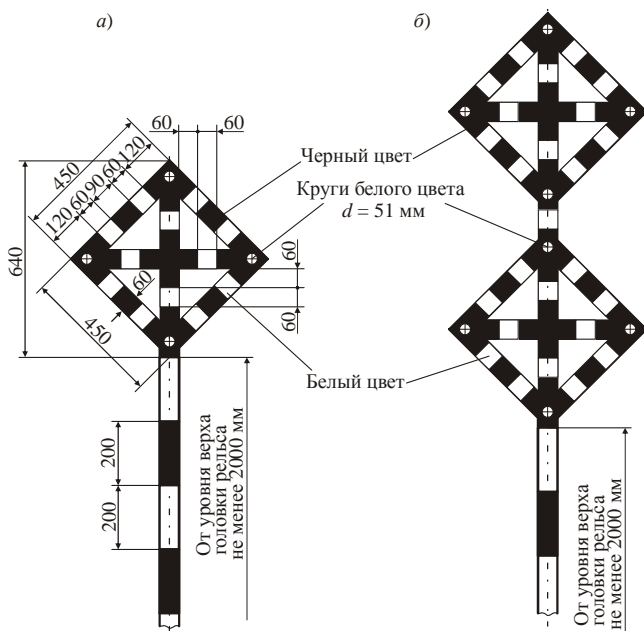 а)
б)
60
60
Черный цвет
Круги белого цвета
d = 51 мм
450
120
60
90
60
120
640
60
60
60
450
Белый цвет
200
200
От уровня верха
головки рельса
не менее 2000 мм
От уровня верха
головки рельса
не менее 2000 мм